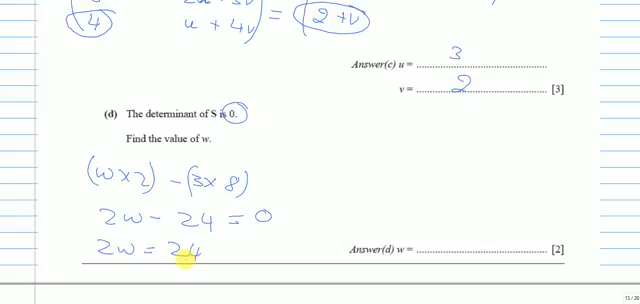 4 u + 4v = 2 + v
Answer(c) u = 3
v = 2 [3]
(d) The determinant of S is 0.
Find the value of w.
(w × 2) - (3 × 8)
2w - 24 = 0
2w = 24
Answer(d) w = [2]
13 / 20